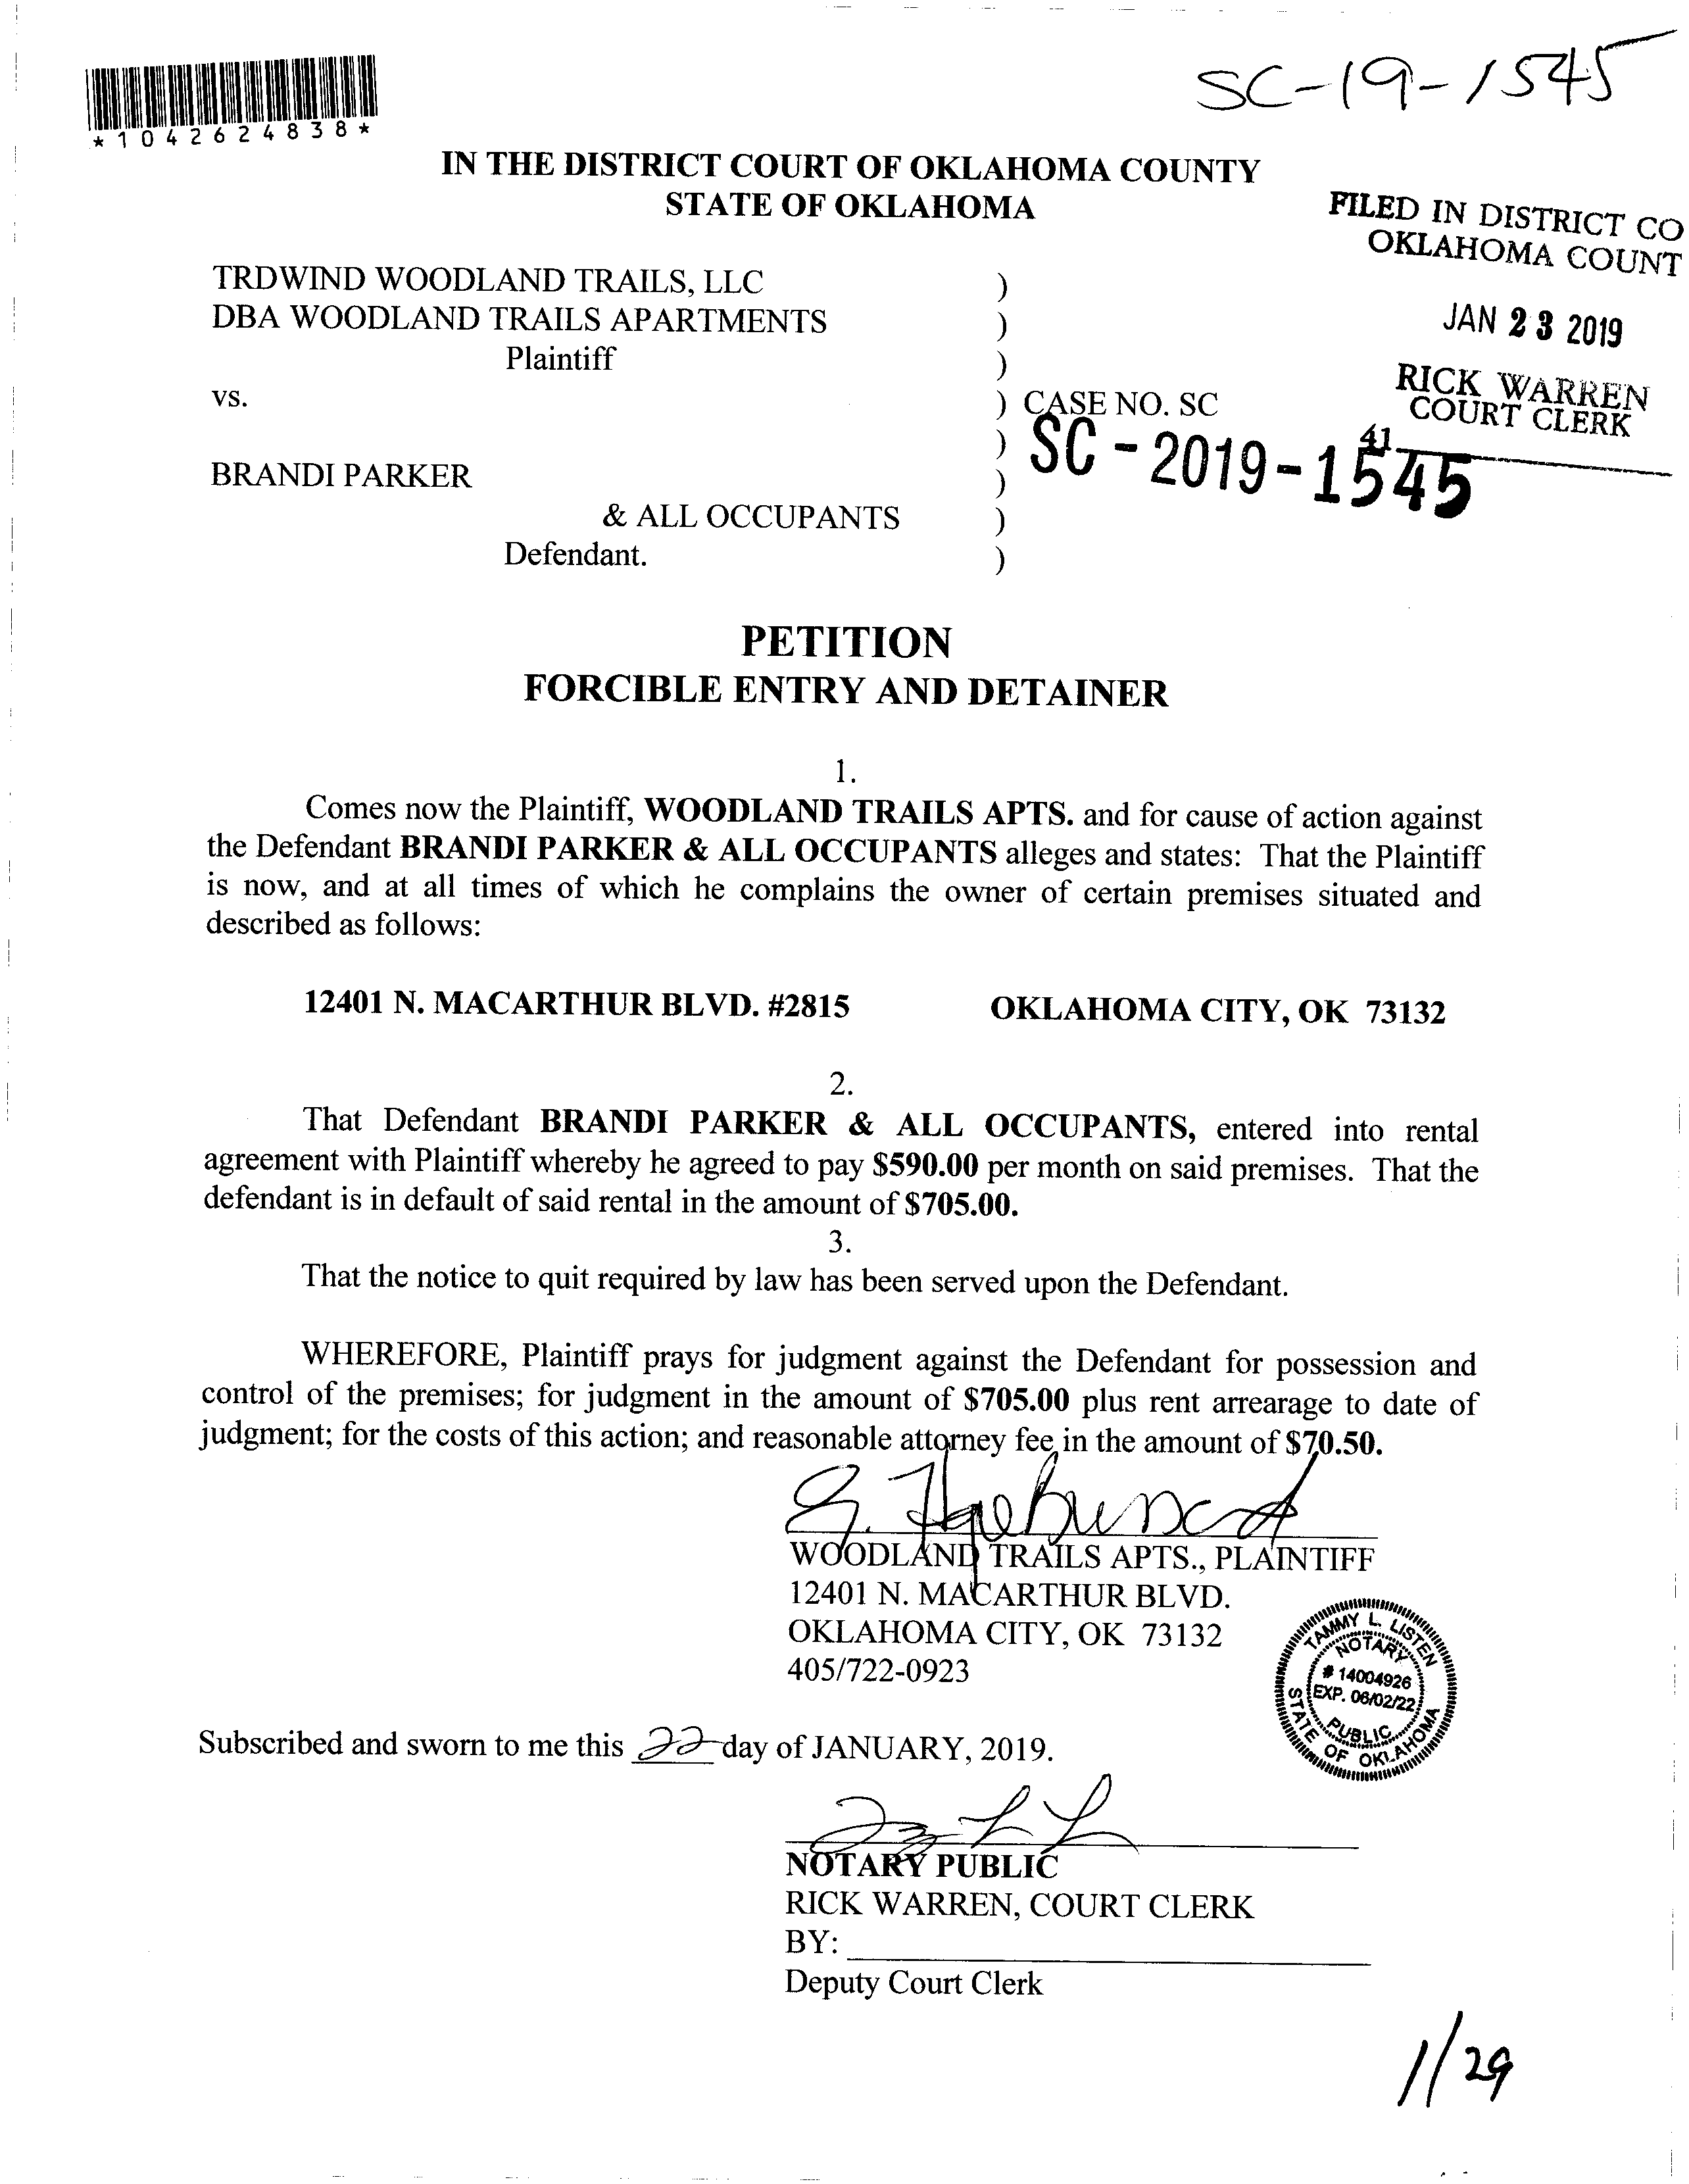 SC-19-1545
*1042624838*
IN THE DISTRICT COURT OF OKLAHOMA COUNTY
STATE OF OKLAHOMA
FILED IN DISTRICT CO
OKLAHOMA COUNT
JAN 23 2019
RICK WARREN
COURT CLERK
41
TRDWIND WOODLAND TRAILS, LLC )
DBA WOODLAND TRAILS APARTMENTS )
Plaintiff )
vs. ) CASE NO. SC
) SC-2019-1545
BRANDI PARKER )
& ALL OCCUPANTS )
Defendant. )
PETITION
FORCIBLE ENTRY AND DETAINER
1.
Comes now the Plaintiff, WOODLAND TRAILS APTS. and for cause of action against
the Defendant BRANDI PARKER & ALL OCCUPANTS alleges and states: That the Plaintiff
is now, and at all times of which he complains the owner of certain premises situated and
described as follows:
12401 N. MACARTHUR BLVD. #2815 OKLAHOMA CITY, OK 73132
2.
That Defendant BRANDI PARKER & ALL OCCUPANTS, entered into rental
agreement with Plaintiff whereby he agreed to pay $590.00 per month on said premises. That the
defendant is in default of said rental in the amount of $705.00.
3.
That the notice to quit required by law has been served upon the Defendant.
WHEREFORE, Plaintiff prays for judgment against the Defendant for possession and
control of the premises; for judgment in the amount of $705.00 plus rent arrearage to date of
judgment; for the costs of this action; and reasonable attorney fee in the amount of $70.50.
WOODLAND TRAILS APTS., PLAINTIFF
12401 N. MACARTHUR BLVD.
OKLAHOMA CITY, OK 73132
405/722-0923
TAMMY L. LISTEN
NOTARY
# 14004926
EXP. 06/02/22
PUBLIC
STATE OF OKLAHOMA
Subscribed and sworn to me this 22 day of JANUARY, 2019.
NOTARY PUBLIC
RICK WARREN, COURT CLERK
BY:
Deputy Court Clerk
1/29